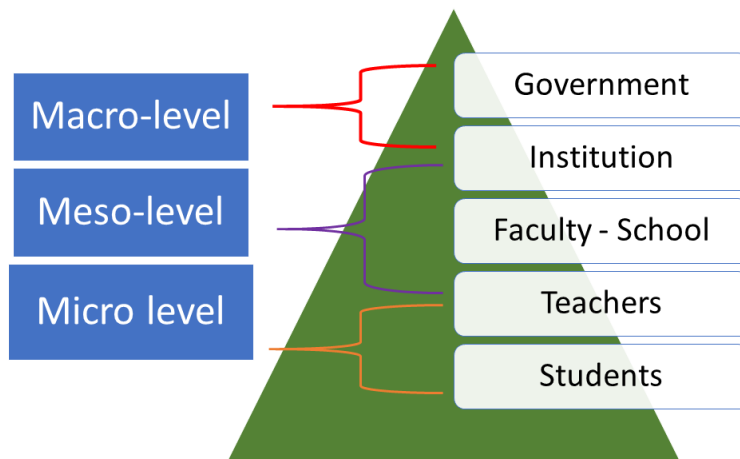 Macro-level
Meso-level
Micro level
Government
Institution
Faculty - School
Teachers
Students